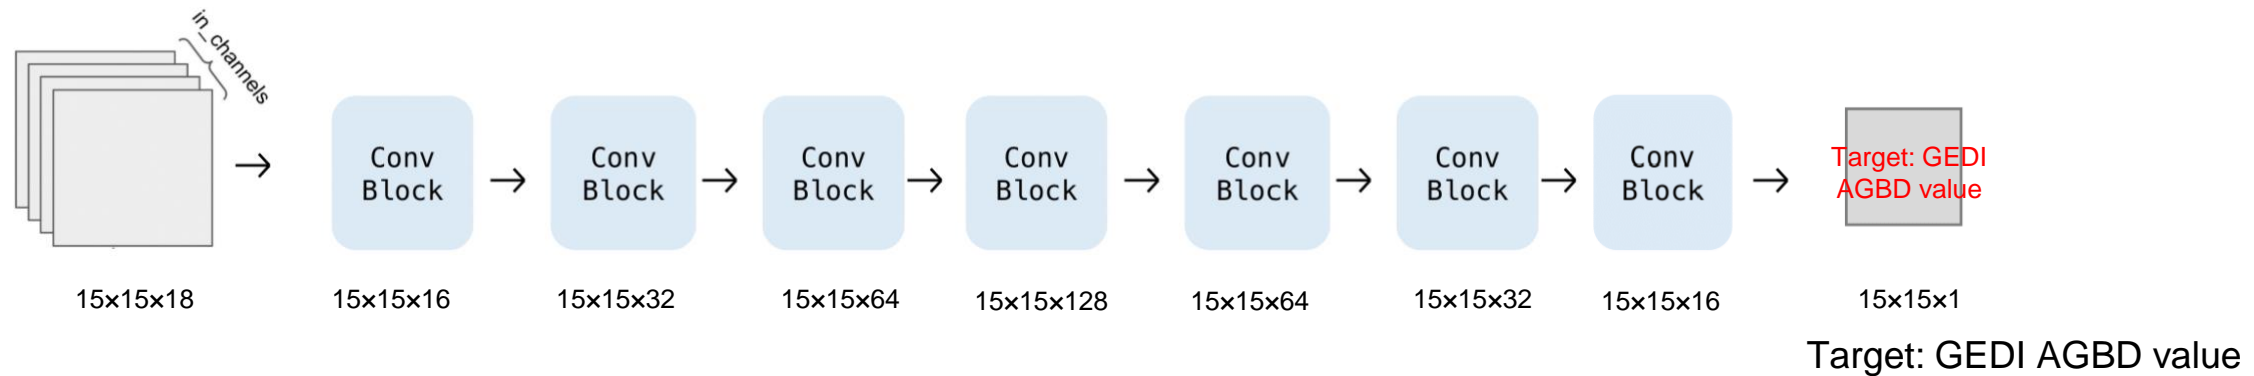 in_channels
Conv
Block
Conv
Block
Conv
Block
Conv
Block
Conv
Block
Conv
Block
Conv
Block
Target: GEDI
AGBD value
15×15×18
15×15×16
15×15×32
15×15×64
15×15×128
15×15×64
15×15×32
15×15×16
15×15×1
Target: GEDI AGBD value